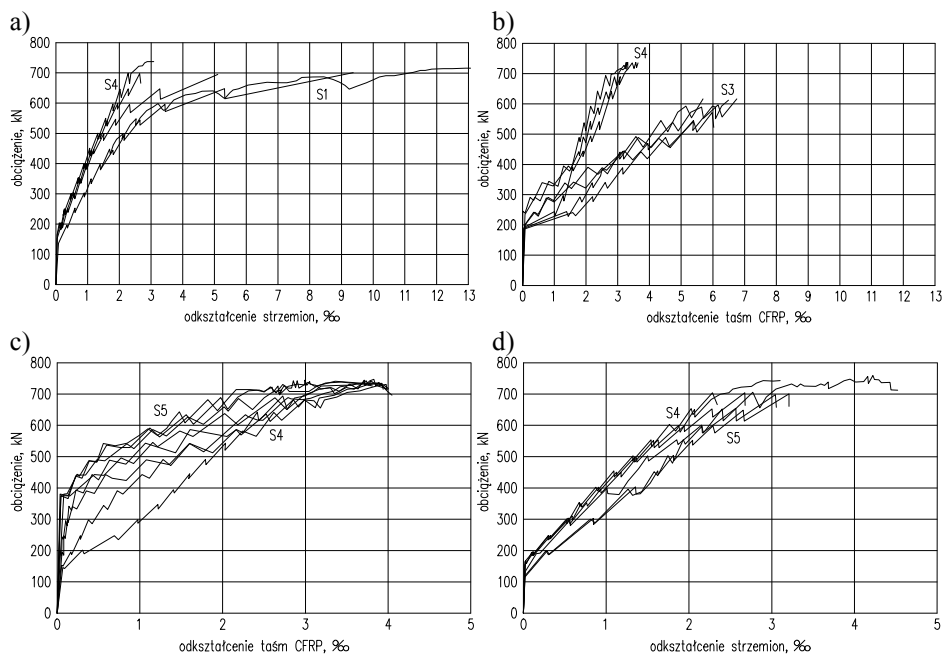 a)
800
700
600
500
400
300
200
100
0
obciążenie, kN
S4
S1
0 1 2 3 4 5 6 7 8 9 10 11 12 13
odkształcenie strzemion, ‰
b)
800
700
600
500
400
300
200
100
0
obciążenie, kN
S4
S3
0 1 2 3 4 5 6 7 8 9 10 11 12 13
odkształcenie taśm CFRP, ‰
c)
800
700
600
500
400
300
200
100
0
obciążenie, kN
S5
S4
0 1 2 3 4 5
odkształcenie taśm CFRP, ‰
d)
800
700
600
500
400
300
200
100
0
obciążenie, kN
S4
S5
0 1 2 3 4 5
odkształcenie strzemion, ‰